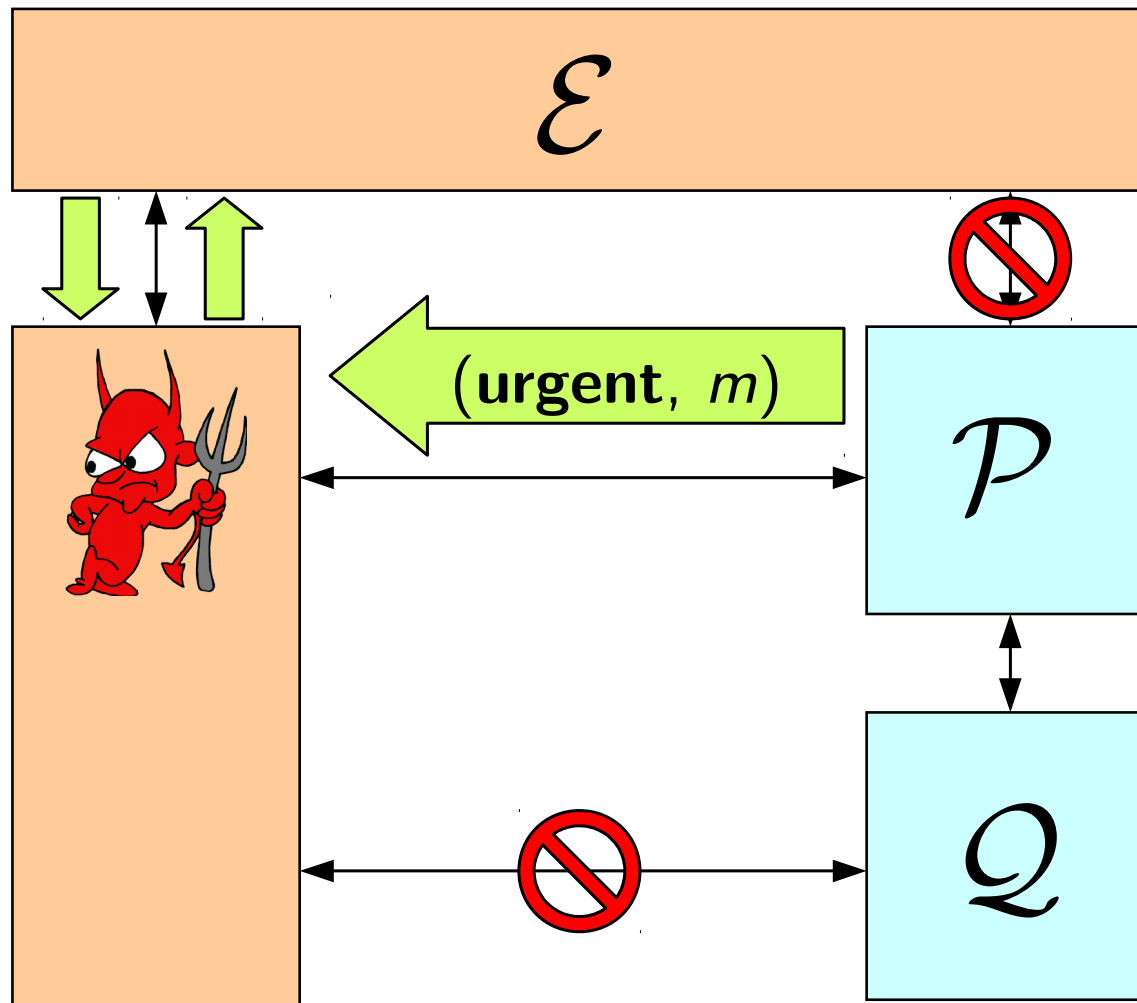 ℰ
(urgent, m)
𝒫
𝒬